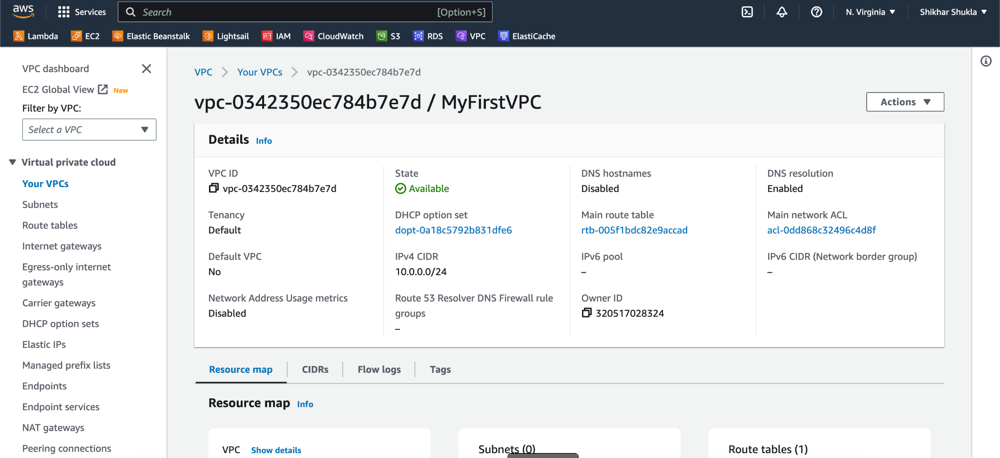 aws
Services
Search [Option+S]
N. Virginia
Shikhar Shukla
Lambda EC2 Elastic Beanstalk Lightsail IAM CloudWatch S3 RDS VPC ElastiCache
VPC dashboard
EC2 Global View New
Filter by VPC:
Select a VPC
Virtual private cloud
Your VPCs
Subnets
Route tables
Internet gateways
Egress-only internet
gateways
Carrier gateways
DHCP option sets
Elastic IPs
Managed prefix lists
Endpoints
Endpoint services
NAT gateways
Peering connections
VPC Your VPCs vpc-0342350ec784b7e7d
vpc-0342350ec784b7e7d / MyFirstVPC
Actions
Details Info
VPC ID
vpc-0342350ec784b7e7d
State
Available
DNS hostnames
Disabled
DNS resolution
Enabled
Tenancy
Default
DHCP option set
dopt-0a18c5792b831dfe6
Main route table
rtb-005f1bdc82e9accad
Main network ACL
acl-0dd868c32496c4d8f
Default VPC
No
IPv4 CIDR
10.0.0.0/24
IPv6 pool
–
IPv6 CIDR (Network border group)
–
Network Address Usage metrics
Disabled
Route 53 Resolver DNS Firewall rule
groups
–
Owner ID
320517028324
Resource map CIDRs Flow logs Tags
Resource map Info
VPC Show details
Subnets (0)
Route tables (1)